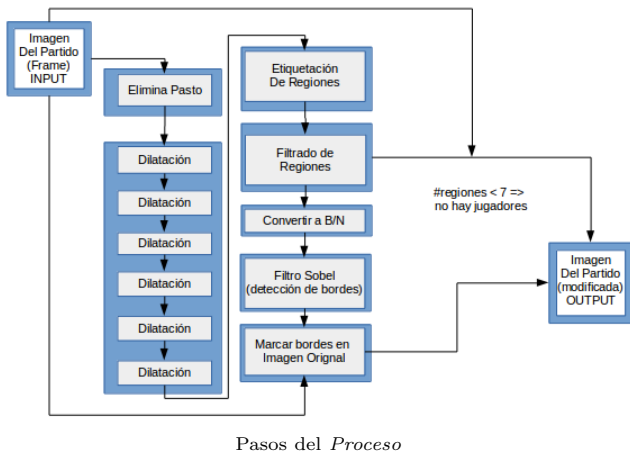 Imagen
Del Partido
(Frame)
INPUT
Elimina Pasto
Dilatación
Dilatación
Dilatación
Dilatación
Dilatación
Dilatación
Etiquetación
De Regiones
Filtrado de
Regiones
Convertir a B/N
Filtro Sobel
(detección de bordes)
Marcar bordes en
Imagen Orignal
#regiones < 7 =>
no hay jugadores
Imagen
Del Partido
(modificada)
OUTPUT
Pasos del Proceso